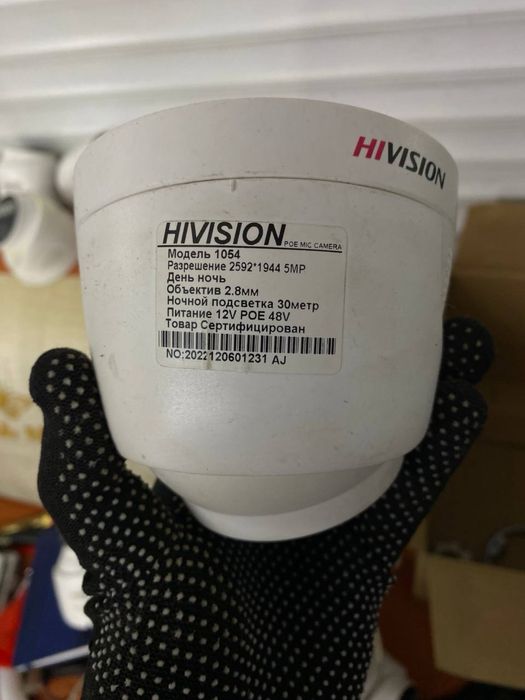 HIVISION
HIVISION
POE MIC CAMERA
Модель 1054
Разрешение 2592*1944 5MP
День ночь
Объектив 2.8мм
Ночной подсветка 30метр
Питание 12V POE 48V
Товар Сертифицирован
NO:2022120601231 AJ